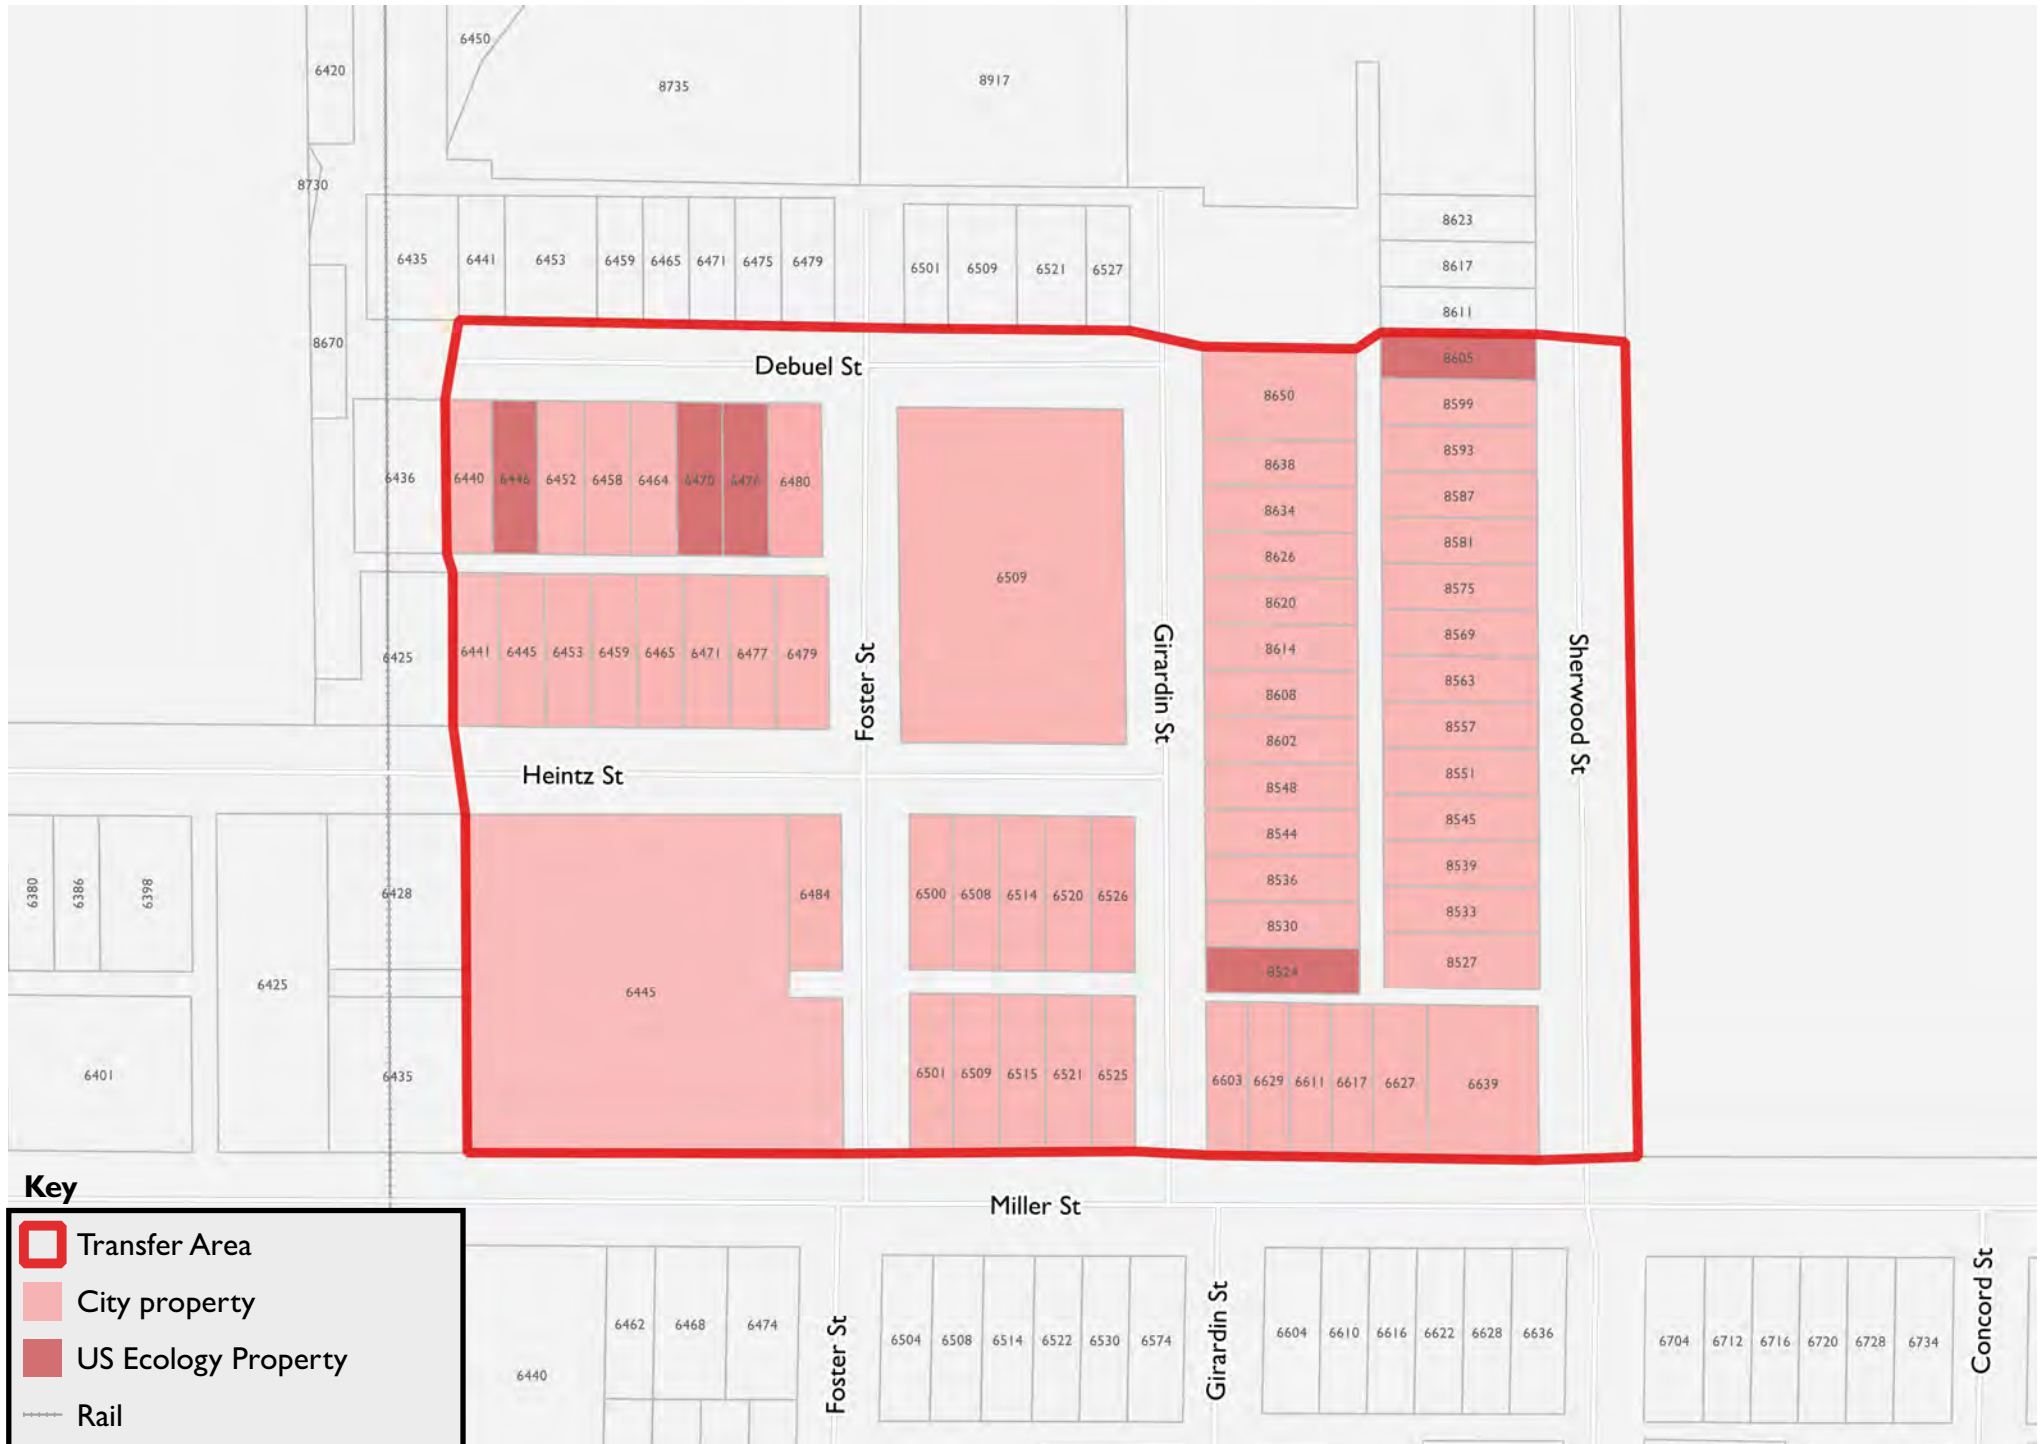 6450
6420
8735
8917
8730
8623
8617
8611
6435 6441 6453 6459 6465 6471 6475 6479
6501 6509 6521 6527
8670
Debuel St
8605
8650
8599
8593
8638
6436 6440 6446 6452 6458 6464 6470 6476 6480
8587
8634
8581
8626
6509
8575
8620
8569
8614
6425 6441 6445 6453 6459 6465 6471 6477 6479
Foster St
Girardin St
Sherwood St
8563
8608
8557
8602
Heintz St
8551
8548
8545
8544
8539
8536
6380 6386 6398
6428
6484
6500 6508 6514 6520 6526
8533
8530
8527
8524
6425
6445
6401
6435
6501 6509 6515 6521 6525
6603 6629 6611 6617 6627 6639
Miller St
Key
Transfer Area
City property
US Ecology Property
Rail
6462 6468 6474
6440
Foster St
6504 6508 6514 6522 6530 6574
Girardin St
6604 6610 6616 6622 6628 6636
6704 6712 6716 6720 6728 6734
Concord St